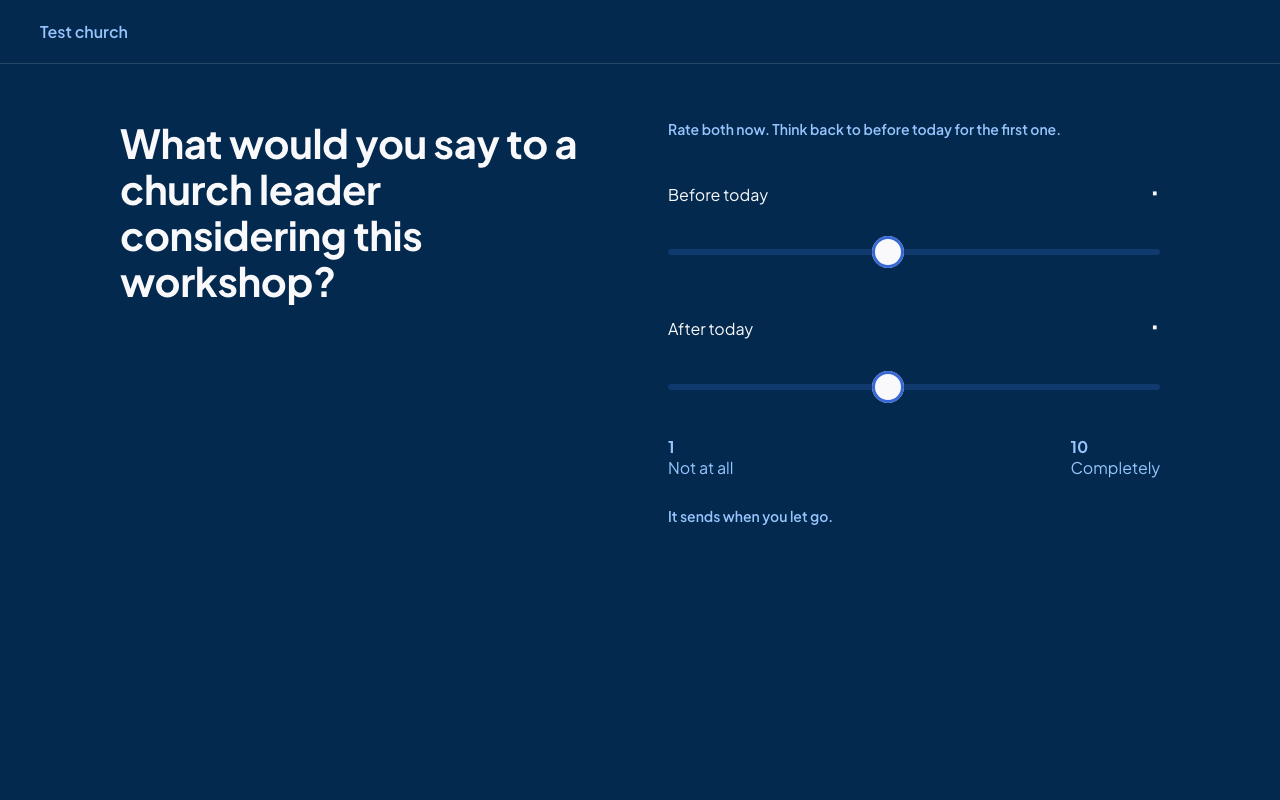 Test church
What would you say to a
church leader
considering this
workshop?
Rate both now. Think back to before today for the first one.
Before today
·
After today
·
1
Not at all
10
Completely
It sends when you let go.